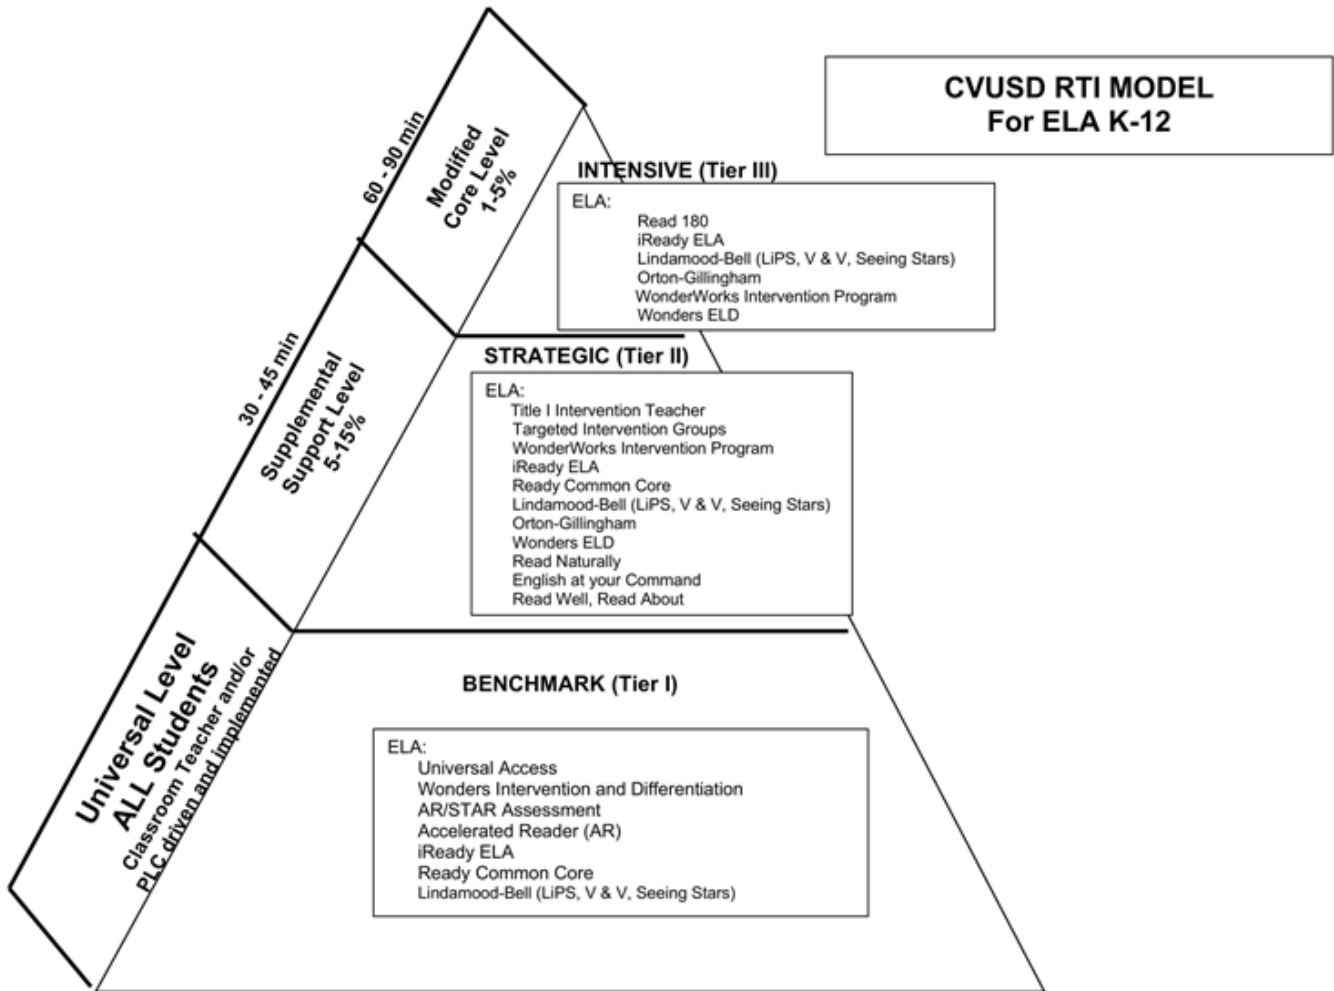 CVUSD RTI MODEL
For ELA K-12
60 - 90 min
Modified
Core Level
1-5%
INTENSIVE (Tier III)
ELA:
Read 180
iReady ELA
Lindamood-Bell (LiPS, V & V, Seeing Stars)
Orton-Gillingham
WonderWorks Intervention Program
Wonders ELD
30 - 45 min
Supplemental
Support Level
5-15%
STRATEGIC (Tier II)
ELA:
Title I Intervention Teacher
Targeted Intervention Groups
WonderWorks Intervention Program
iReady ELA
Ready Common Core
Lindamood-Bell (LiPS, V & V, Seeing Stars)
Orton-Gillingham
Wonders ELD
Read Naturally
English at your Command
Read Well, Read About
Universal Level
ALL Students
Classroom Teacher and/or
PLC driven and implemented
BENCHMARK (Tier I)
ELA:
Universal Access
Wonders Intervention and Differentiation
AR/STAR Assessment
Accelerated Reader (AR)
iReady ELA
Ready Common Core
Lindamood-Bell (LiPS, V & V, Seeing Stars)